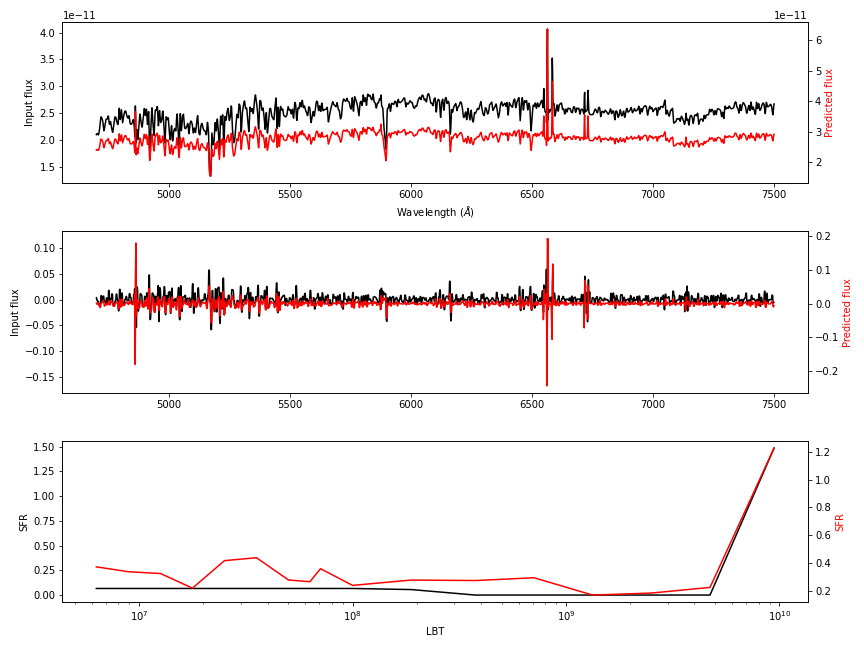 1e−11 1e−11
4.0
3.5
3.0
2.5
2.0
1.5
Input flux
6
5
4
3
2
Predicted flux
5000 5500 6000 6500 7000 7500
Wavelength (Å)
0.10
0.05
0.00
−0.05
−0.10
−0.15
Input flux
0.2
0.1
0.0
−0.1
−0.2
Predicted flux
5000 5500 6000 6500 7000 7500
1.50
1.25
1.00
0.75
0.50
0.25
0.00
SFR
1.2
1.0
0.8
0.6
0.4
0.2
SFR
10⁷ 10⁸ 10⁹ 10¹⁰
LBT